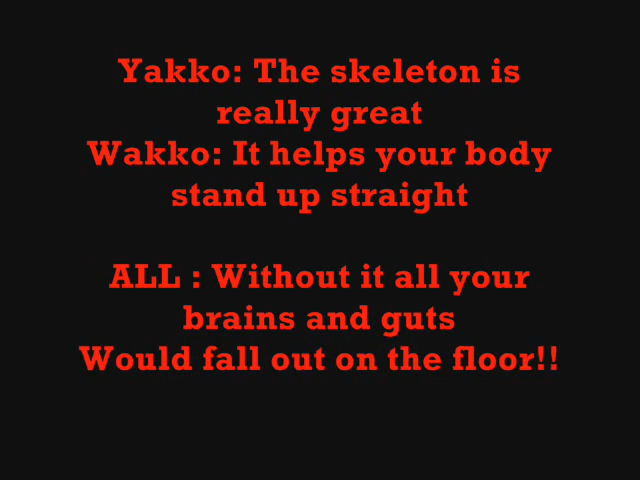 Yakko: The skeleton is
really great
Wakko: It helps your body
stand up straight
ALL : Without it all your
brains and guts
Would fall out on the floor!!